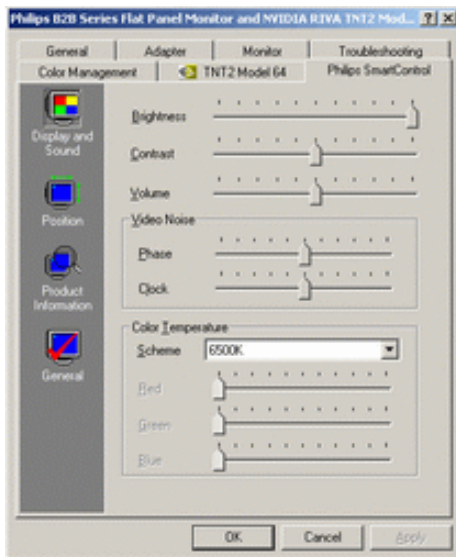 Philips B2B Series Flat Panel Monitor and NVIDIA RIVA TNT2 Mod...
General Adapter Monitor Troubleshooting
Color Management TNT2 Model 64 Philips SmartControl
Display and
Sound
Position
Product
Information
General
Brightness
Contrast
Volume
Video Noise
Phase
Clock
Color Temperature
Scheme 6500K
Red
Green
Blue
OK Cancel Apply